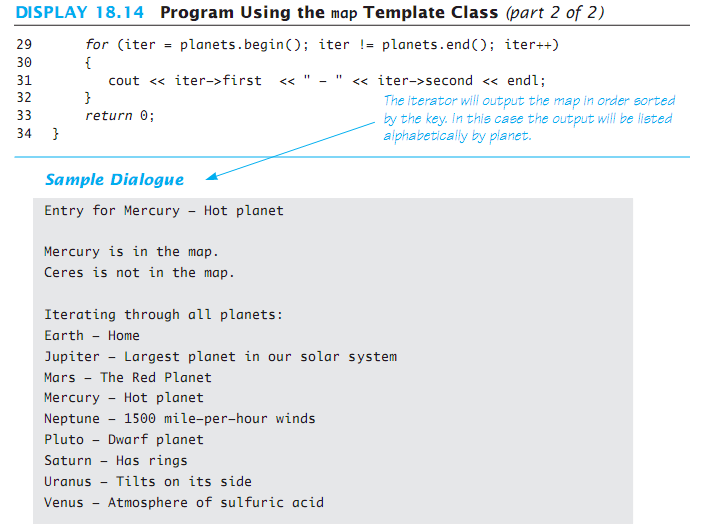 DISPLAY 18.14 Program Using the map Template Class (part 2 of 2)
29 for (iter = planets.begin(); iter != planets.end(); iter++)
30 {
31 cout << iter->first << " – " << iter->second << endl;
32 }
33 return 0;
34 }
The iterator will output the map in order sorted
by the key. In this case the output will be listed
alphabetically by planet.
Sample Dialogue
Entry for Mercury – Hot planet
Mercury is in the map.
Ceres is not in the map.
Iterating through all planets:
Earth – Home
Jupiter – Largest planet in our solar system
Mars – The Red Planet
Mercury – Hot planet
Neptune – 1500 mile-per-hour winds
Pluto – Dwarf planet
Saturn – Has rings
Uranus – Tilts on its side
Venus – Atmosphere of sulfuric acid